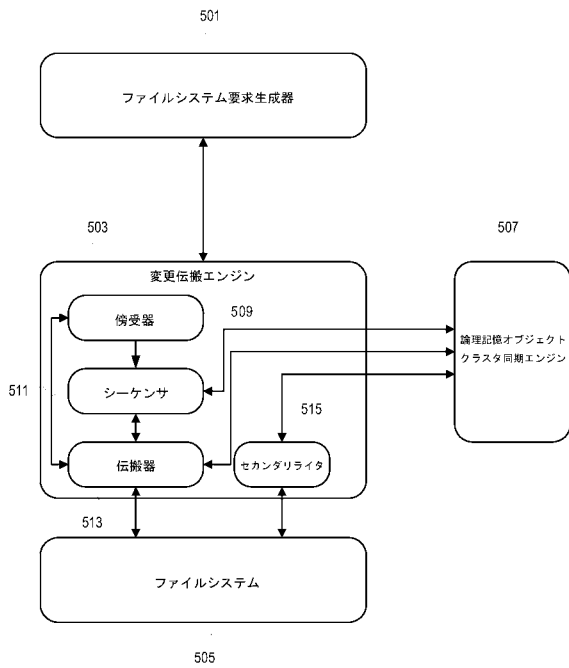 501
ファイルシステム要求生成器
503
507
変更伝搬エンジン
傍受器
509
論理記憶オブジェクト
クラスタ同期エンジン
シーケンサ
511
515
伝搬器
セカンダリライタ
513
ファイルシステム
505